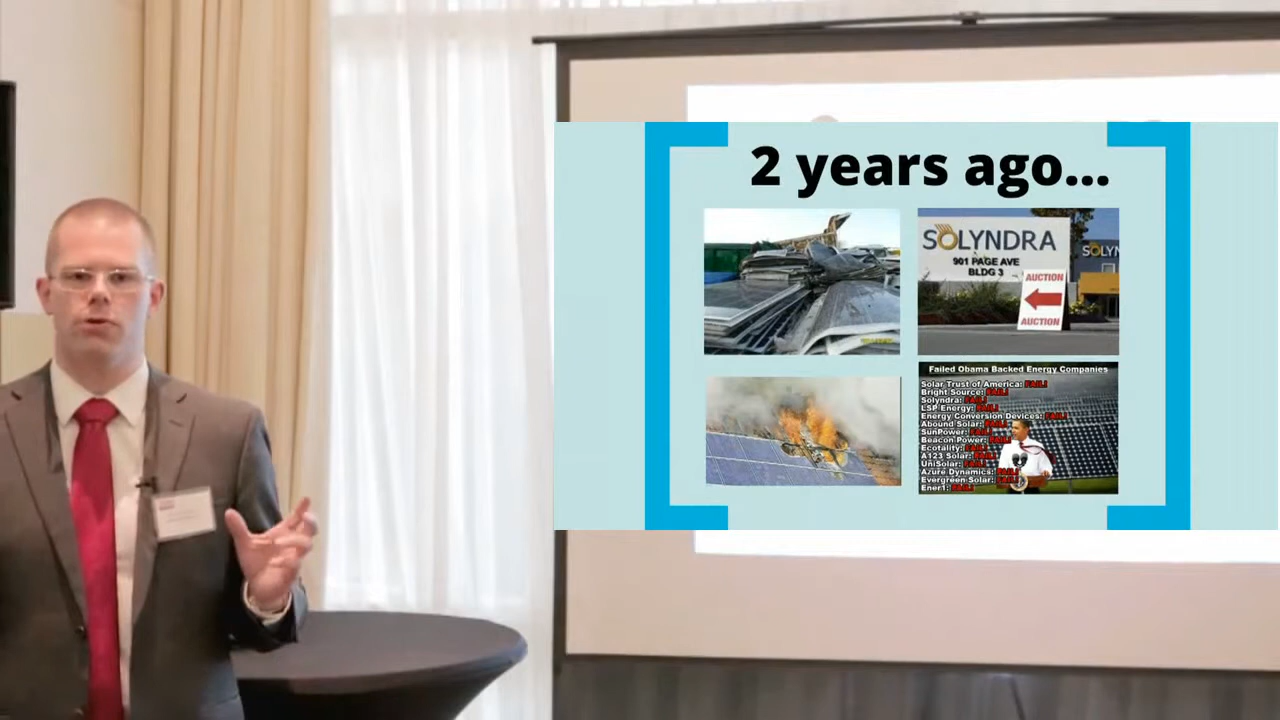 2 years ago...
SOLYNDRA
901 PAGE AVE
BLDG 3
SOLYN
AUCTION
AUCTION
Failed Obama Backed Energy Companies
Solar Trust of America: FAIL!
Bright Source: FAIL!
Solyndra: FAIL!
LSP Energy: FAIL!
Energy Conversion Devices: FAIL!
Abound Solar: FAIL!
SunPower: FAIL!
Beacon Power: FAIL!
Ecotality: FAIL!
A123 Solar: FAIL!
UniSolar: FAIL!
Azure Dynamics: FAIL!
Evergreen Solar: FAIL!
Ener1: FAIL!